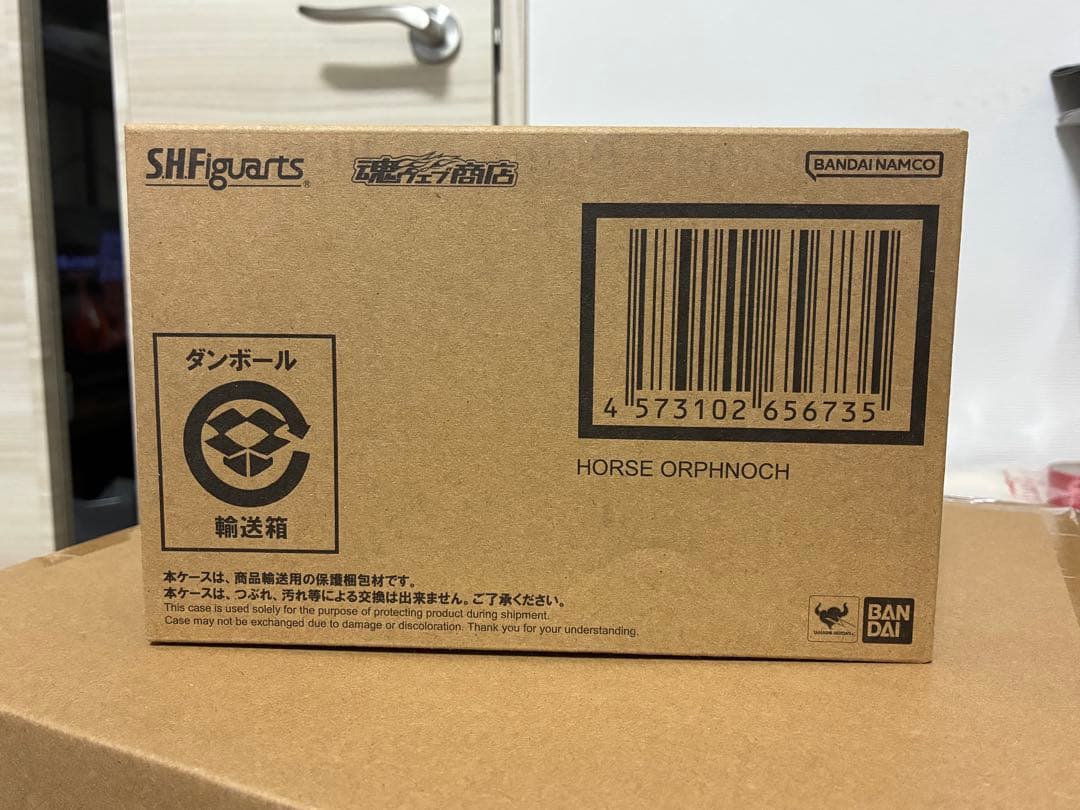 S.H.Figuarts®
魂ウェブ商店
BANDAI NAMCO
4 573102 656735
HORSE ORPHNOCH
ダンボール
輸送箱
本ケースは、商品輸送用の保護梱包材です。
本ケースは、つぶれ、汚れ等による交換は出来ません。ご了承ください。
This case is used solely for the purpose of protecting product during shipment.
Case may not be exchanged due to damage or discoloration. Thank you for your understanding.
TAMASHII NATIONS
BAN
DAI